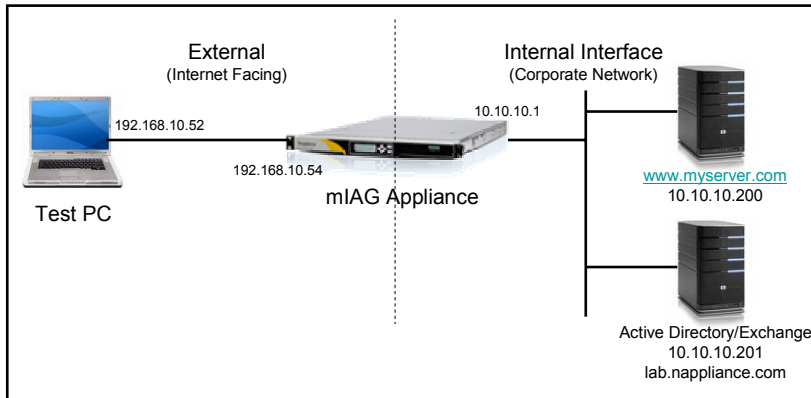 External
(Internet Facing)
Internal Interface
(Corporate Network)
192.168.10.52
10.10.10.1
192.168.10.54
mIAG Appliance
Test PC
www.myserver.com
10.10.10.200
Active Directory/Exchange
10.10.10.201
lab.nappliance.com